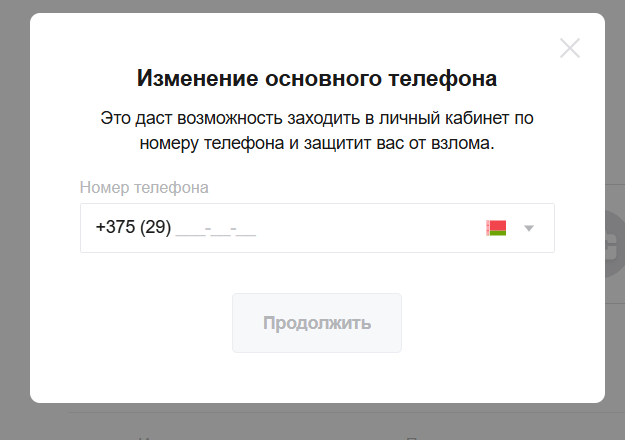 Изменение основного телефона
Это даст возможность заходить в личный кабинет по
номеру телефона и защитит вас от взлома.
Номер телефона
+375 (29) ___-__-__
Продолжить